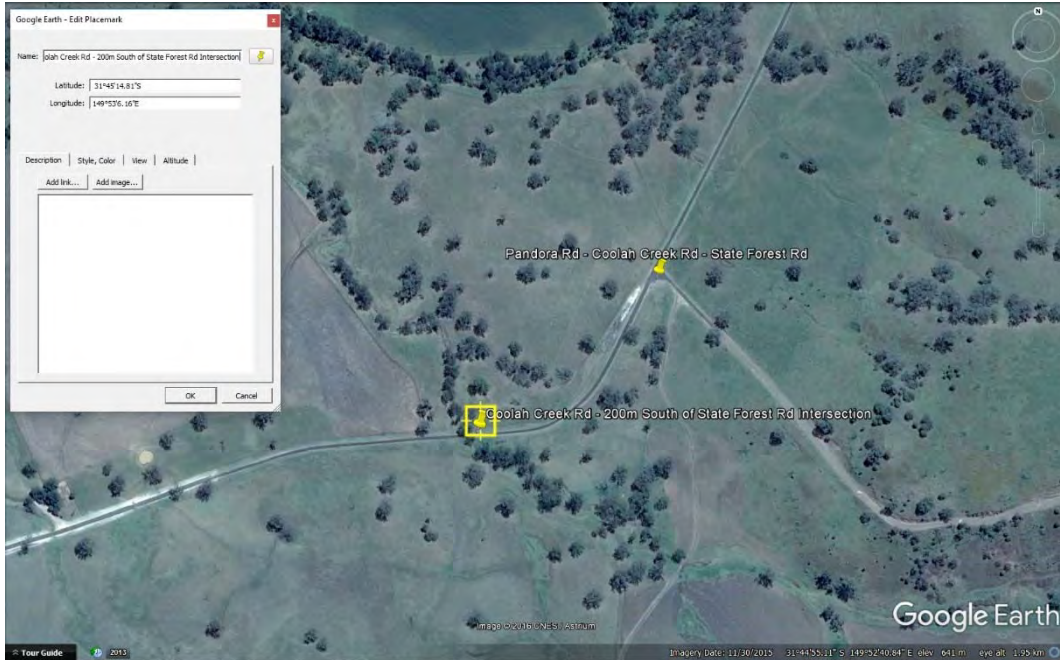 Google Earth - Edit Placemark
x
Name: olah Creek Rd - 200m South of State Forest Rd Intersection
Latitude: 31°45'14.81"S
Longitude: 149°53'6.16"E
Description Style, Color View Altitude
Add link... Add image...
OK Cancel
N
Pandora Rd - Coolah Creek Rd - State Forest Rd
Coolah Creek Rd - 200m South of State Forest Rd Intersection
Image © 2016 CNES / Astrium
Google Earth
Tour Guide 2013
Imagery Date: 11/30/2015 31°44'55.11" S 149°52'40.84" E elev 641 m eye alt 1.95 km